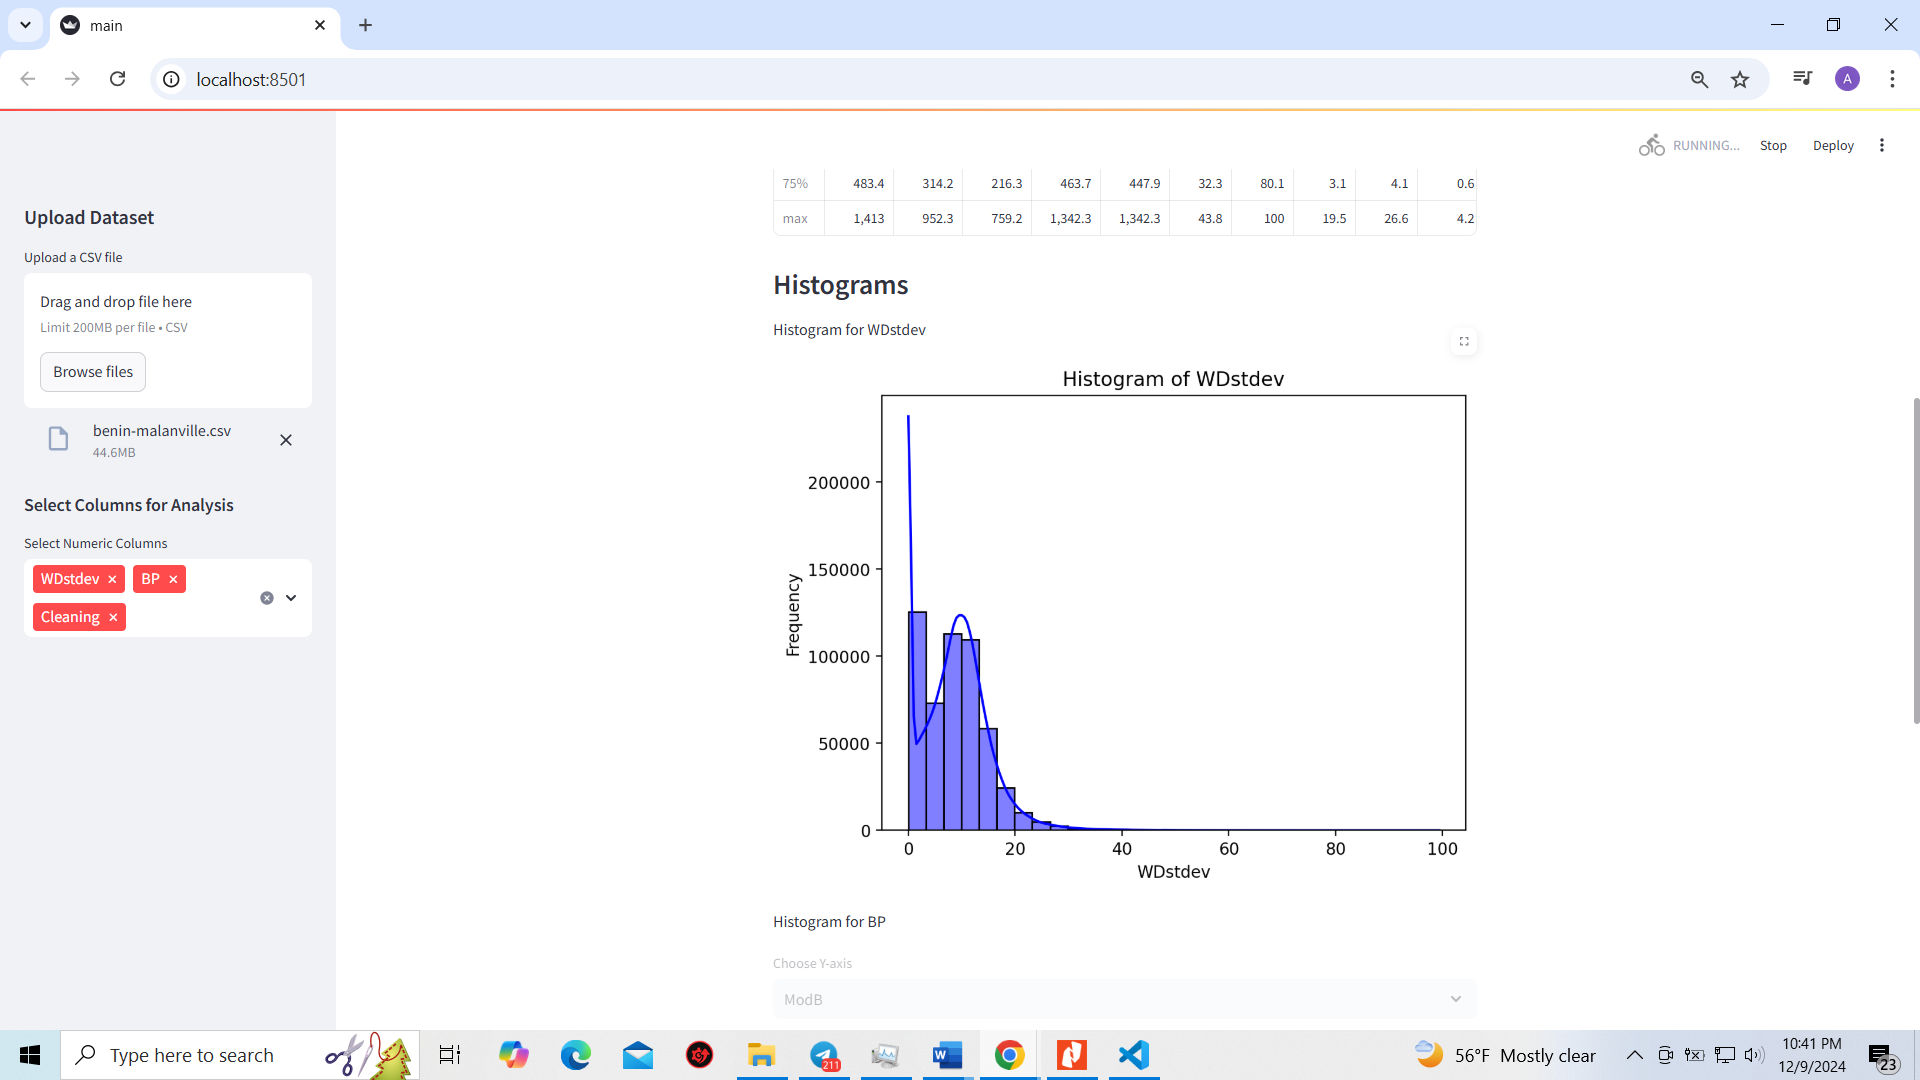 main
localhost:8501
RUNNING...
Stop
Deploy
Upload Dataset
Upload a CSV file
Drag and drop file here
Limit 200MB per file • CSV
Browse files
benin-malanville.csv
44.6MB
Select Columns for Analysis
Select Numeric Columns
WDstdev
BP
Cleaning
75% 483.4 314.2 216.3 463.7 447.9 32.3 80.1 3.1 4.1 0.6
max 1,413 952.3 759.2 1,342.3 1,342.3 43.8 100 19.5 26.6 4.2
Histograms
Histogram for WDstdev
Histogram of WDstdev
200000
150000
100000
50000
0
Frequency
0 20 40 60 80 100
WDstdev
Histogram for BP
Choose Y-axis
ModB
Type here to search
211
56°F Mostly clear
10:41 PM
12/9/2024
23
A